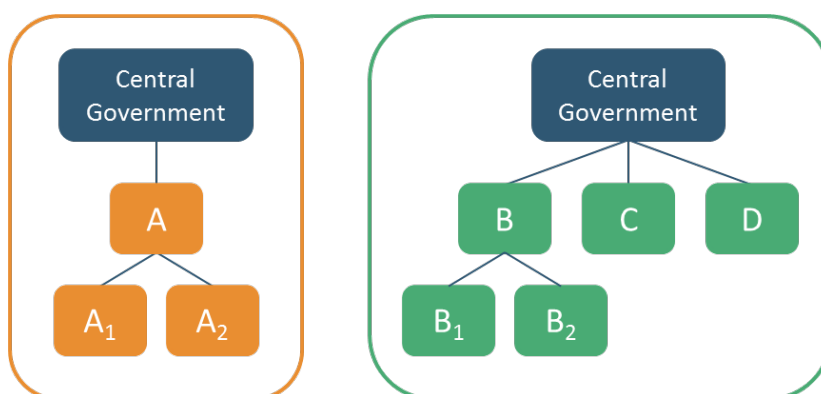 Central
Government
A
A₁
A₂
Central
Government
B
C
D
B₁
B₂